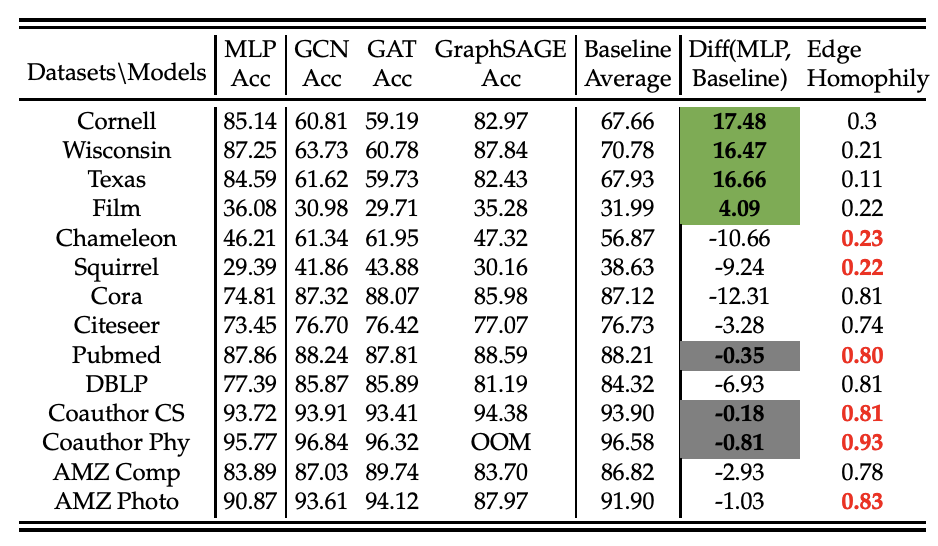 Datasets\Models MLP Acc GCN Acc GAT Acc GraphSAGE Acc Baseline Average Diff(MLP, Baseline) Edge Homophily
Cornell 85.14 60.81 59.19 82.97 67.66 17.48 0.3
Wisconsin 87.25 63.73 60.78 87.84 70.78 16.47 0.21
Texas 84.59 61.62 59.73 82.43 67.93 16.66 0.11
Film 36.08 30.98 29.71 35.28 31.99 4.09 0.22
Chameleon 46.21 61.34 61.95 47.32 56.87 -10.66 0.23
Squirrel 29.39 41.86 43.88 30.16 38.63 -9.24 0.22
Cora 74.81 87.32 88.07 85.98 87.12 -12.31 0.81
Citeseer 73.45 76.70 76.42 77.07 76.73 -3.28 0.74
Pubmed 87.86 88.24 87.81 88.59 88.21 -0.35 0.80
DBLP 77.39 85.87 85.89 81.19 84.32 -6.93 0.81
Coauthor CS 93.72 93.91 93.41 94.38 93.90 -0.18 0.81
Coauthor Phy 95.77 96.84 96.32 OOM 96.58 -0.81 0.93
AMZ Comp 83.89 87.03 89.74 83.70 86.82 -2.93 0.78
AMZ Photo 90.87 93.61 94.12 87.97 91.90 -1.03 0.83